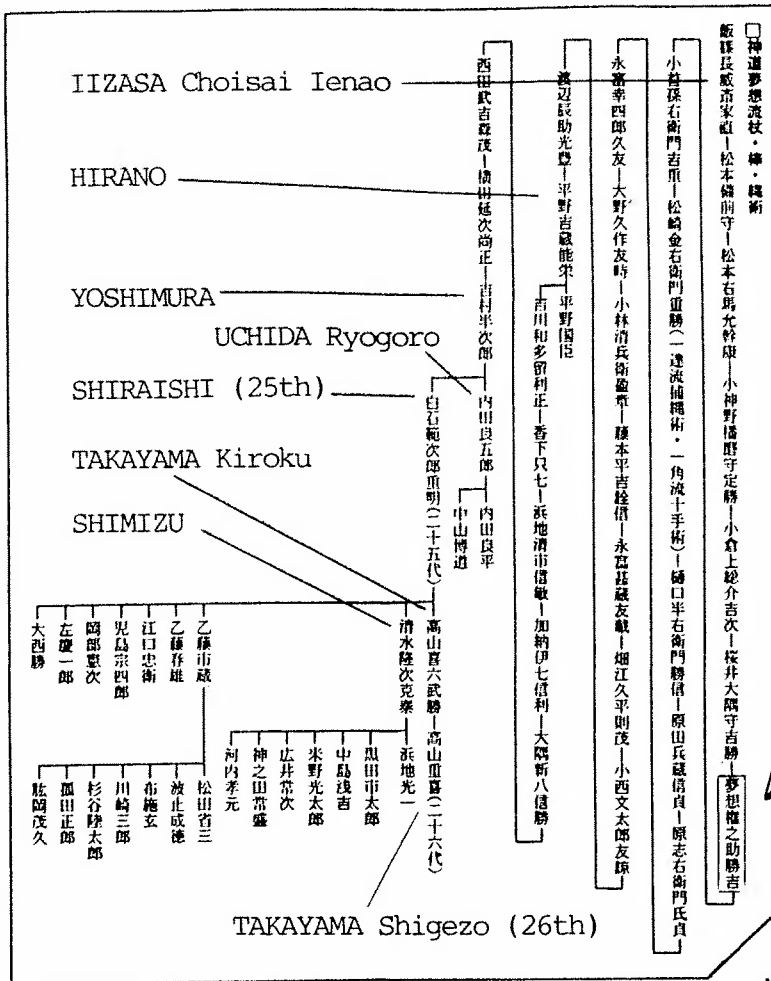 □神道夢想流杖・棒・縄術
飯篠長威斎家直―松本備前守―松本右馬允幹康―小神野播磨守定勝―小倉上総介吉次―桜井大隅守吉勝―夢想権之助勝吉
小首孫右衛門吉重―松崎金右衛門重勝(一達流捕縄術・一角流十手術)―樋口半右衛門勝信―原田兵蔵信貞―原志右衛門氏貞
永富幸四郎久友―大野久作友時―小林清兵衛盈章―藤本平吉詮信―永富甚蔵友載―畑江久平則茂―小西文太郎友諒
渡辺辰助光豊―平野吉蔵能栄
平野国臣
吉川和多留利正―香下只七―浜地清市信敏―加納伊七信利―大隅新八信勝
西田武吉森茂―横田延次尚正―吉村半次郎
内田良五郎―内田良平
中山博道
白石範次郎重明(二十五代)―高山喜六武勝―高山重喜(二十六代)
清水隆次克泰―浜地光一
黒田市太郎
中島浅吉
米野光太郎
広井常次
神之田常盛
河内孝元
乙藤市蔵―松田省三
波止成徳
布施玄
川崎三郎
杉谷陸太郎
狐田正郎
肱岡茂久
乙藤春雄
江口忠衛
児島宗四郎
岡部憲次
左慶一郎
大西勝
IIZASA Choisai Ienao
HIRANO
YOSHIMURA
UCHIDA Ryogoro
SHIRAISHI (25th)
TAKAYAMA Kiroku
SHIMIZU
TAKAYAMA Shigezo (26th)